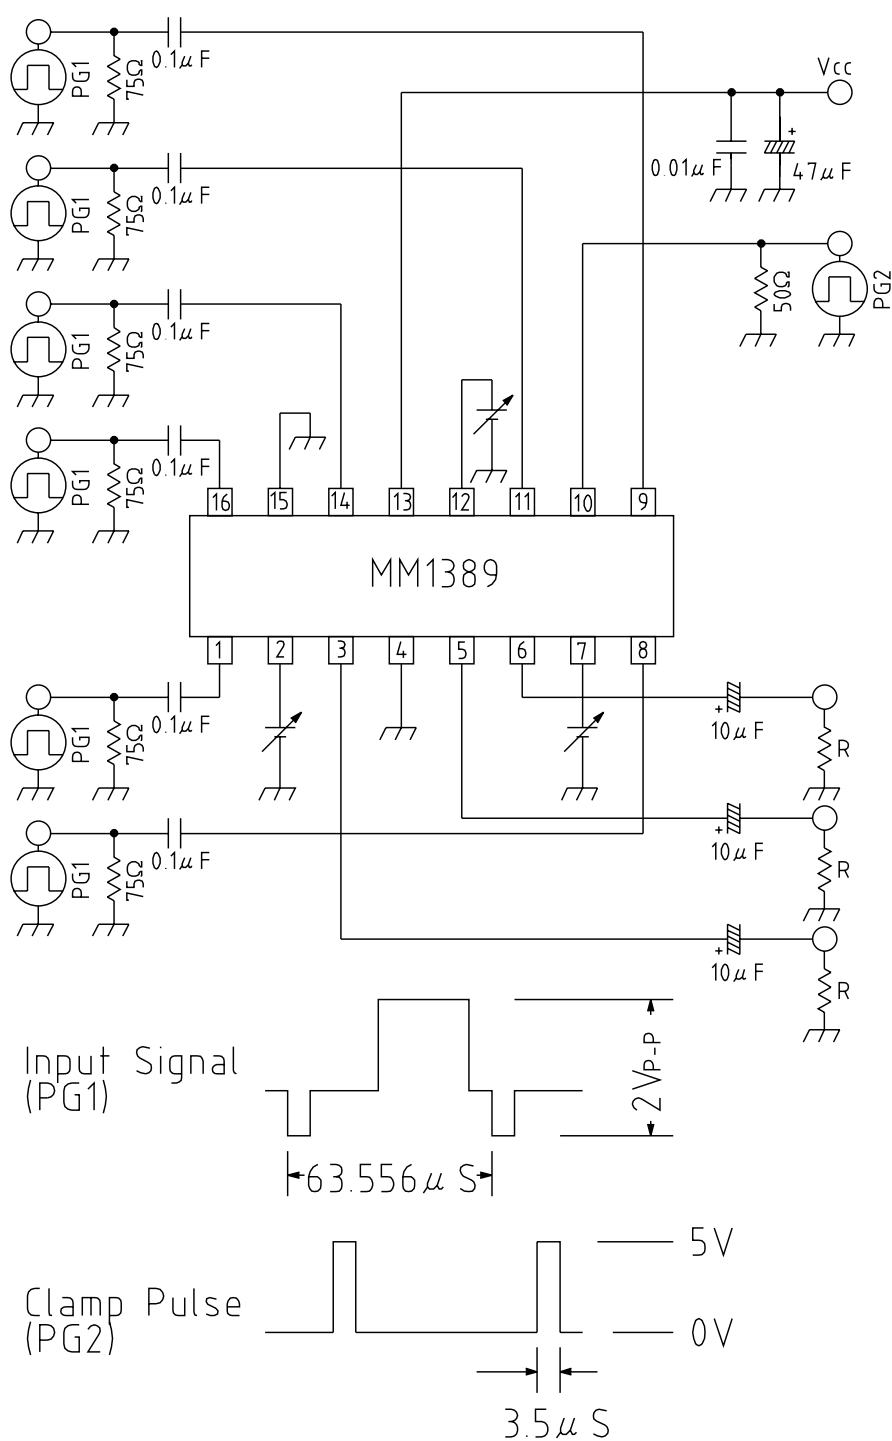 PG1
75Ω
0.1μF
Vcc
0.01μF
+
47μF
PG1
75Ω
0.1μF
50Ω
PG2
PG1
75Ω
0.1μF
PG1
75Ω
0.1μF
16 15 14 13 12 11 10 9
MM1389
1 2 3 4 5 6 7 8
PG1
75Ω
0.1μF
+
10μF
R
PG1
75Ω
0.1μF
+
10μF
R
+
10μF
R
Input Signal
(PG1)
2VP-P
63.556μS
Clamp Pulse
(PG2)
5V
0V
3.5μS